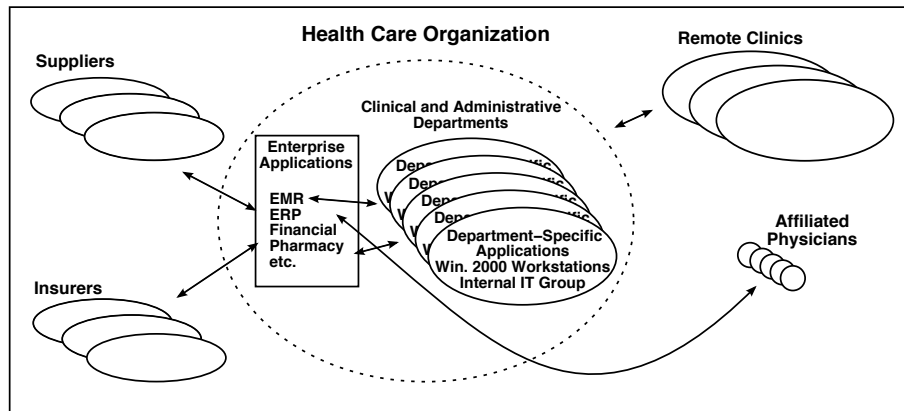 Health Care Organization
Suppliers
Remote Clinics
Clinical and Administrative
Departments
Enterprise
Applications
EMR
ERP
Financial
Pharmacy
etc.
Department–Specific
Applications
Win. 2000 Workstations
Internal IT Group
Affiliated
Physicians
Insurers